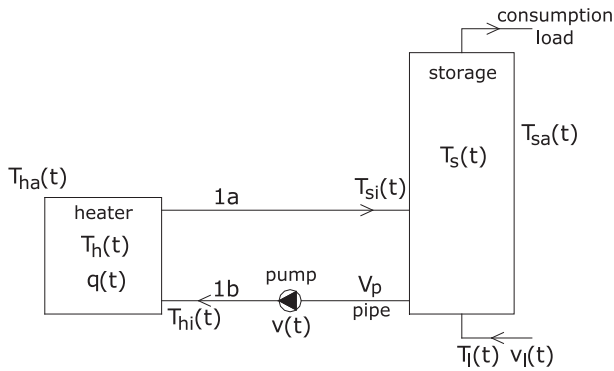 consumption
load
storage
T_sa(t)
T_s(t)
T_ha(t)
1a
T_si(t)
heater
T_h(t)
q(t)
pump
V_p
1b
pipe
T_hi(t)
v(t)
T_l(t) v_l(t)